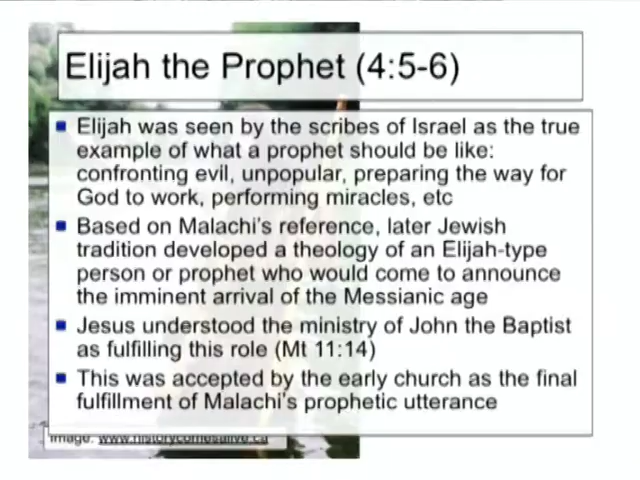 Elijah the Prophet (4:5-6)
Elijah was seen by the scribes of Israel as the true
example of what a prophet should be like:
confronting evil, unpopular, preparing the way for
God to work, performing miracles, etc
Based on Malachi's reference, later Jewish
tradition developed a theology of an Elijah-type
person or prophet who would come to announce
the imminent arrival of the Messianic age
Jesus understood the ministry of John the Baptist
as fulfilling this role (Mt 11:14)
This was accepted by the early church as the final
fulfillment of Malachi's prophetic utterance
Image: www.historycomesalive.ca